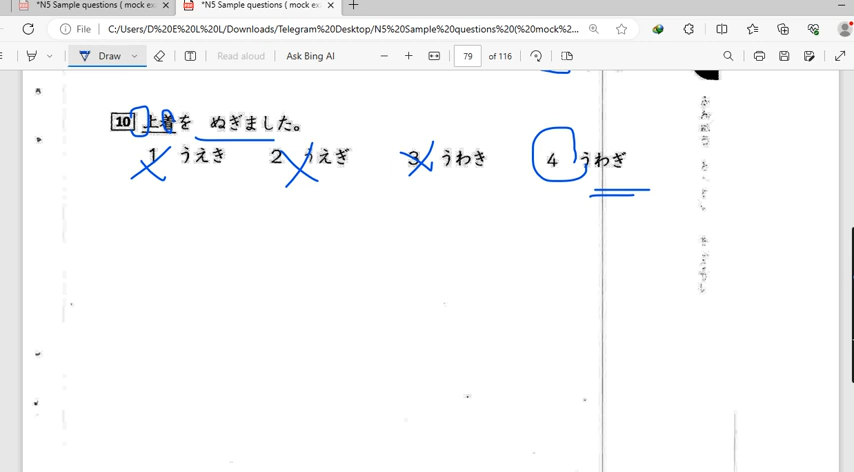 *N5 Sample questions ( mock ex
*N5 Sample questions ( mock ex
File
C:/Users/D%20E%20L%20L/Downloads/Telegram%20Desktop/N5%20Sample%20questions%20(%20mock%2...
Draw
Read aloud
Ask Bing AI
79
of 116
10 上着を ぬぎました。
1 うえき 2 うえぎ 3 うわき 4 うわぎ